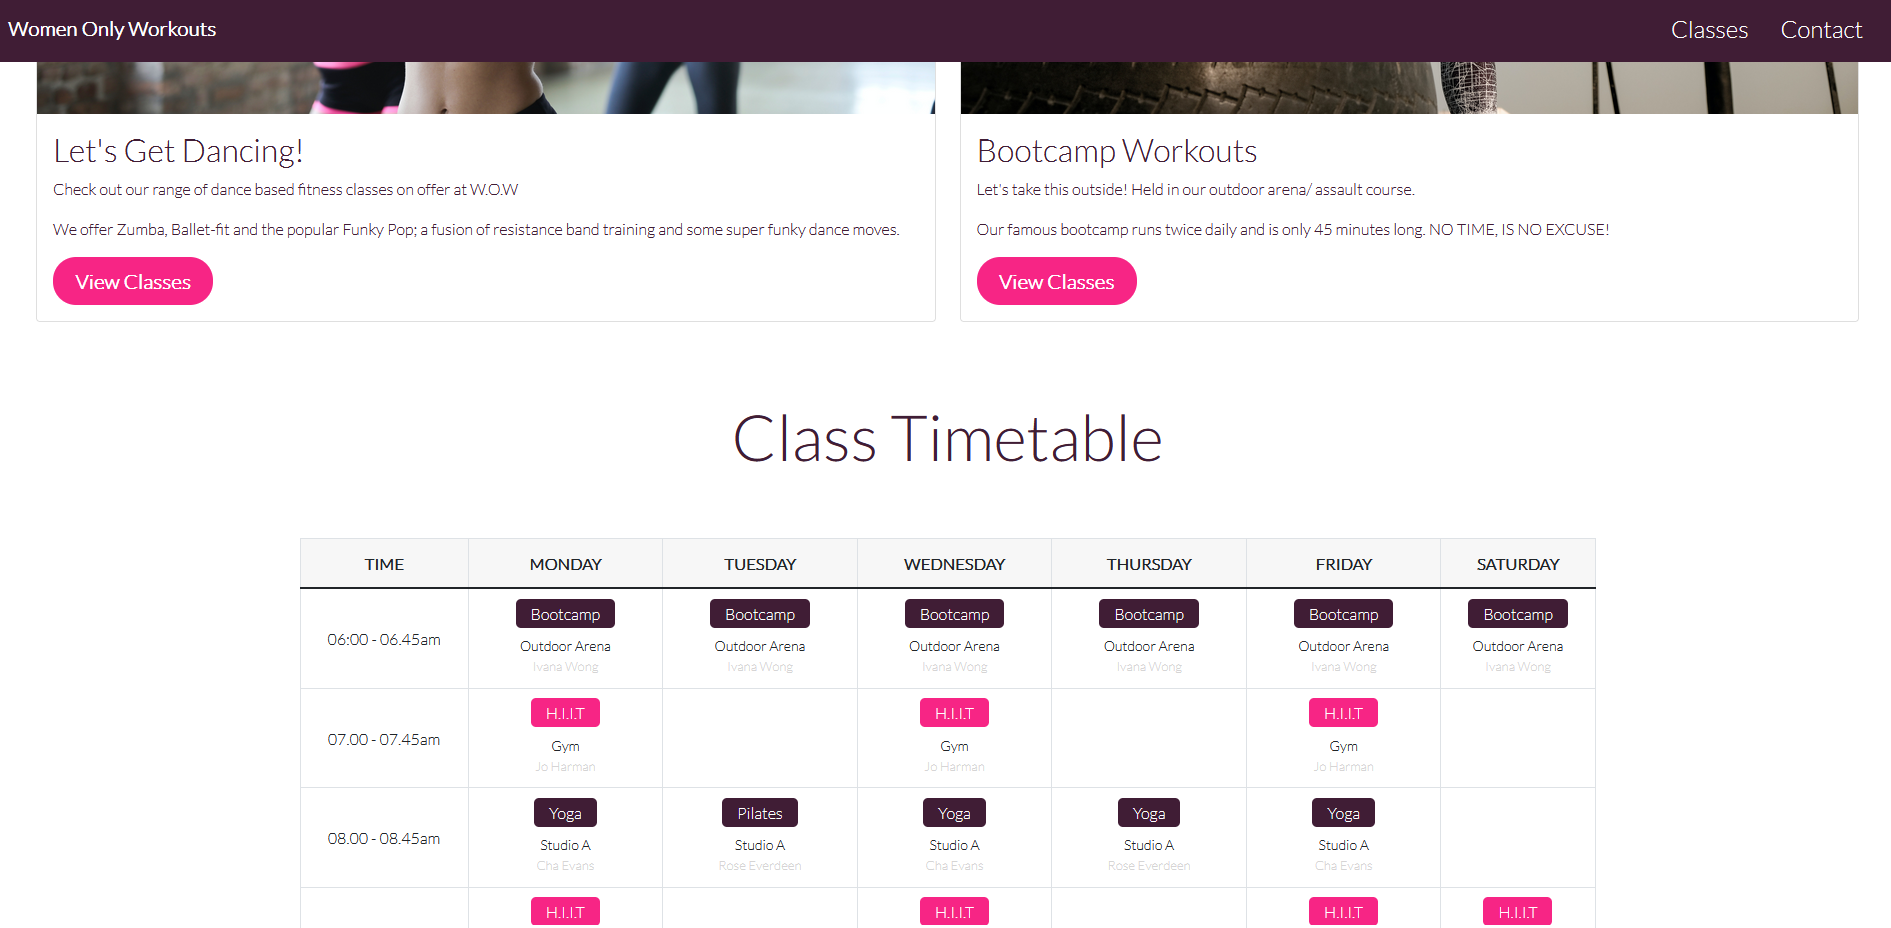 Women Only Workouts
Classes Contact
Let's Get Dancing!
Check out our range of dance based fitness classes on offer at W.O.W
We offer Zumba, Ballet-fit and the popular Funky Pop; a fusion of resistance band training and some super funky dance moves.
View Classes
Bootcamp Workouts
Let's take this outside! Held in our outdoor arena/ assault course.
Our famous bootcamp runs twice daily and is only 45 minutes long. NO TIME, IS NO EXCUSE!
View Classes
Class Timetable
TIME MONDAY TUESDAY WEDNESDAY THURSDAY FRIDAY SATURDAY
Bootcamp Bootcamp Bootcamp Bootcamp Bootcamp Bootcamp
06:00 - 06.45am
Outdoor Arena Outdoor Arena Outdoor Arena Outdoor Arena Outdoor Arena Outdoor Arena
Ivana Wong Ivana Wong Ivana Wong Ivana Wong Ivana Wong Ivana Wong
H.I.I.T H.I.I.T H.I.I.T
07.00 - 07.45am
Gym Gym Gym
Jo Harman Jo Harman Jo Harman
Yoga Pilates Yoga Yoga Yoga
08.00 - 08.45am
Studio A Studio A Studio A Studio A Studio A
Cha Evans Rose Everdeen Cha Evans Rose Everdeen Cha Evans
H.I.I.T H.I.I.T H.I.I.T H.I.I.T